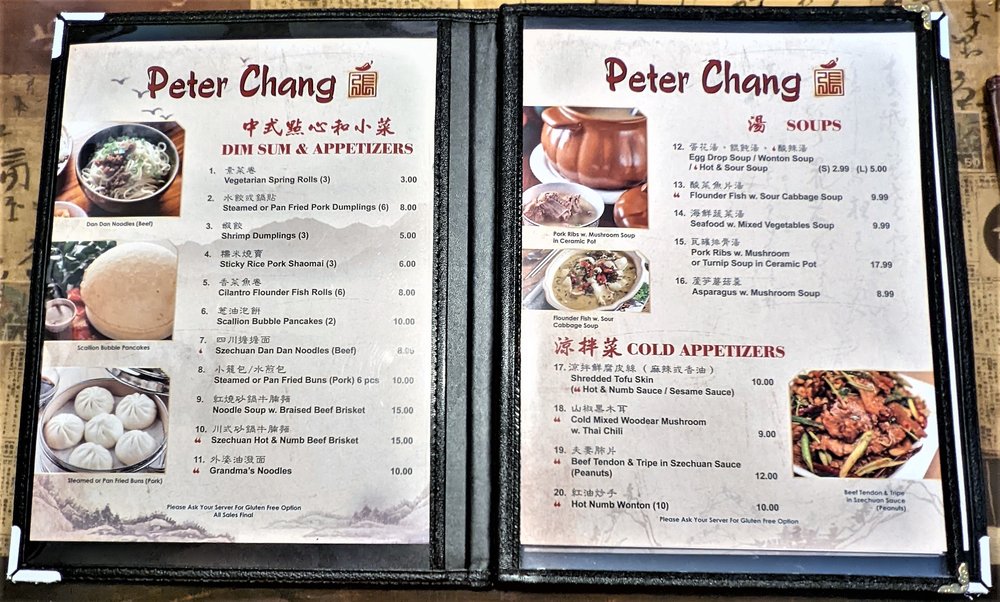 Peter Chang 張
中式點心和小菜
DIM SUM & APPETIZERS
Dan Dan Noodles (Beef)
Scallion Bubble Pancakes
Steamed or Pan Fried Buns (Pork)
1. 素菜卷
Vegetarian Spring Rolls (3) 3.00
2. 水餃或鍋貼
Steamed or Pan Fried Pork Dumplings (6) 8.00
3. 蝦餃
Shrimp Dumplings (3) 5.00
4. 糯米燒賣
Sticky Rice Pork Shaomai (3) 6.00
5. 香菜魚卷
Cilantro Flounder Fish Rolls (6) 8.00
6. 蔥油泡餅
Scallion Bubble Pancakes (2) 10.00
7. 四川擔擔面
Szechuan Dan Dan Noodles (Beef) 8.00
8. 小籠包/水煎包
Steamed or Pan Fried Buns (Pork) 6 pcs 10.00
9. 紅燒砂鍋牛腩麵
Noodle Soup w. Braised Beef Brisket 15.00
10. 川式砂鍋牛腩麵
Szechuan Hot & Numb Beef Brisket 15.00
11. 外婆油潑面
Grandma's Noodles 10.00
Please Ask Your Server For Gluten Free Option
All Sales Final
Peter Chang 張
湯 SOUPS
Pork Ribs w. Mushroom Soup
in Ceramic Pot
Flounder Fish w. Sour
Cabbage Soup
12. 蛋花湯、餛飩湯、酸辣湯
Egg Drop Soup / Wonton Soup
/ Hot & Sour Soup (S) 2.99 (L) 5.00
13. 酸菜魚片湯
Flounder Fish w. Sour Cabbage Soup 9.99
14. 海鮮蔬菜湯
Seafood w. Mixed Vegetables Soup 9.99
15. 瓦罐排骨湯
Pork Ribs w. Mushroom
or Turnip Soup in Ceramic Pot 17.99
16. 蘆笋蘑菇羹
Asparagus w. Mushroom Soup 8.99
涼拌菜 COLD APPETIZERS
17. 涼拌鮮腐皮絲（麻辣或香油）
Shredded Tofu Skin 10.00
( Hot & Numb Sauce / Sesame Sauce)
18. 山椒黑木耳
Cold Mixed Woodear Mushroom
w. Thai Chili 9.00
19. 夫妻肺片
Beef Tendon & Tripe in Szechuan Sauce
(Peanuts) 12.00
20. 紅油炒手
Hot Numb Wonton (10) 10.00
Please Ask Your Server For Gluten Free Option
Beef Tendon & Tripe
in Szechuan Sauce
(Peanuts)